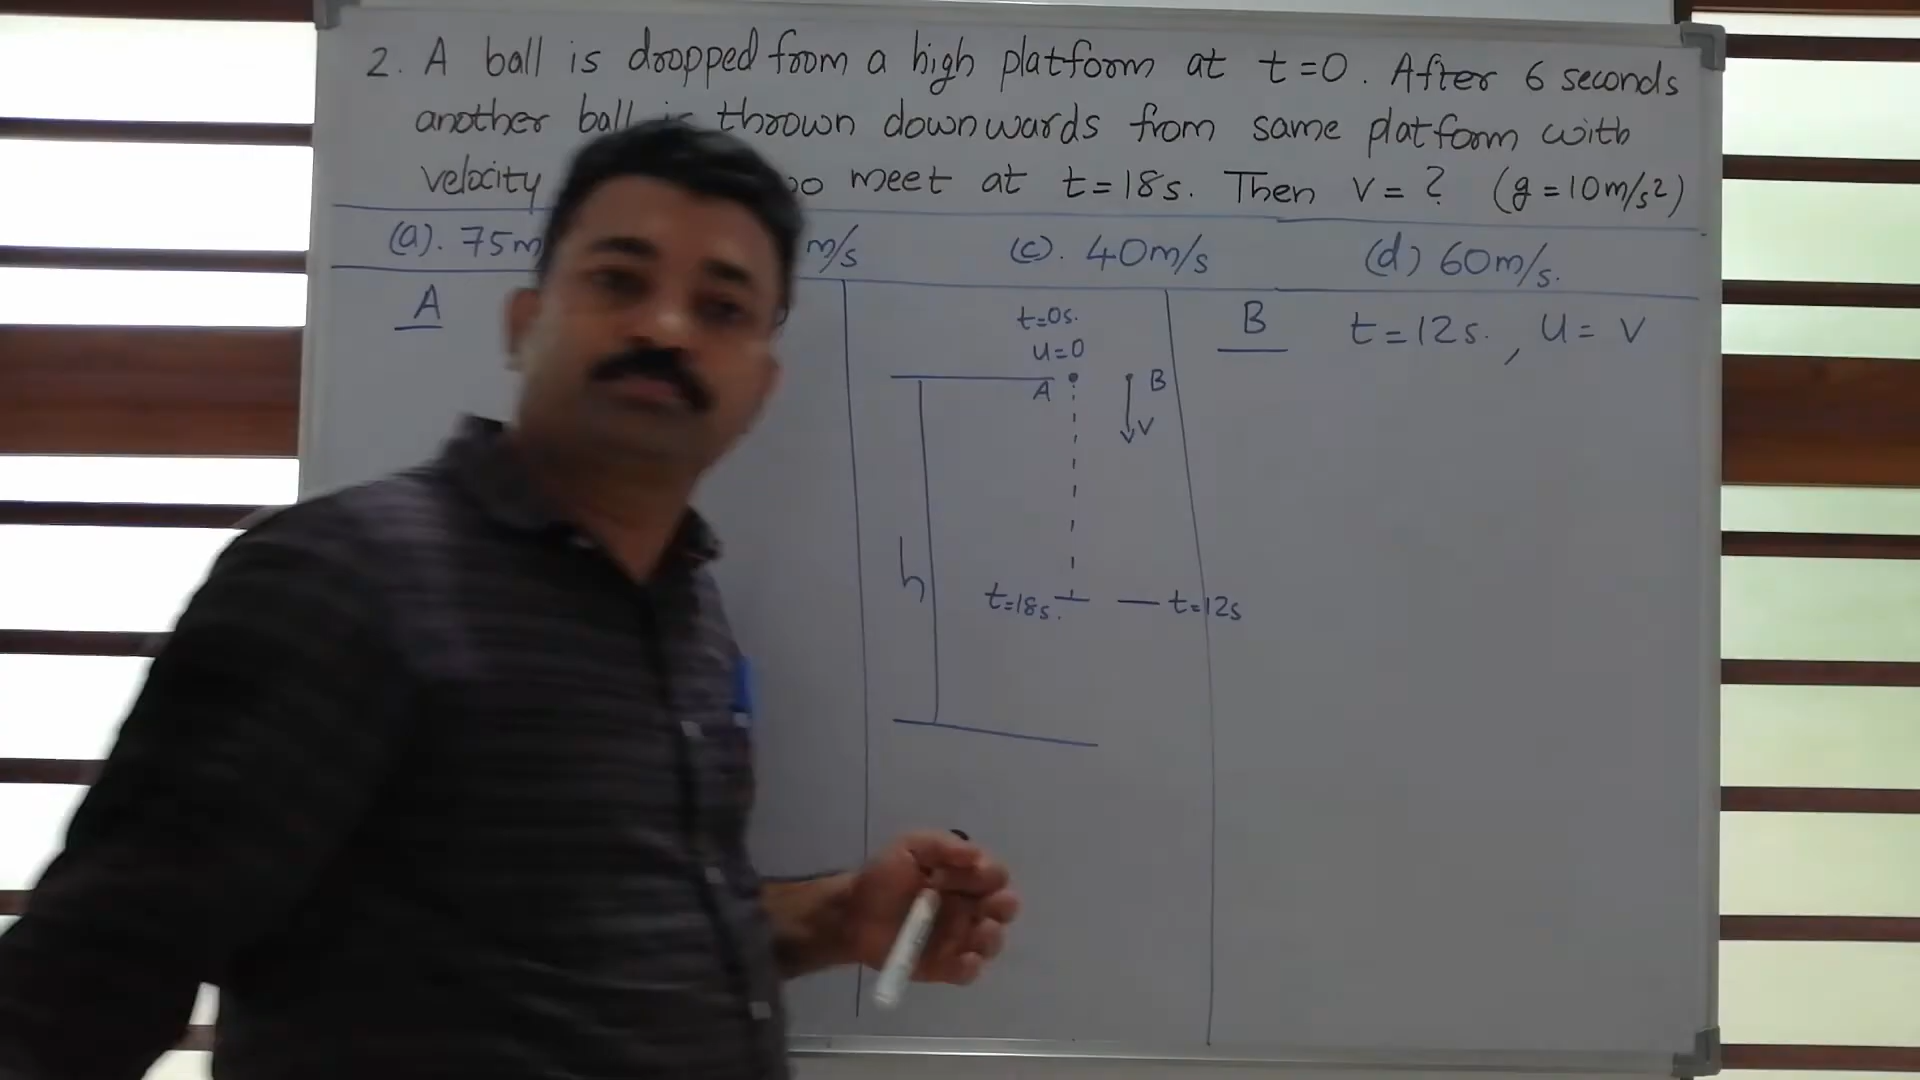 2. A ball is dropped from a high platform at t=0. After 6 seconds
another ball is thrown downwards from same platform with
velocity meet at t=18s. Then v=? (g=10m/s²)
(a). 75m m/s (c). 40m/s (d) 60m/s.
A
t=0s.
u=0
A
B
v
h
t=18s.
t=12s
B t=12s., u= v